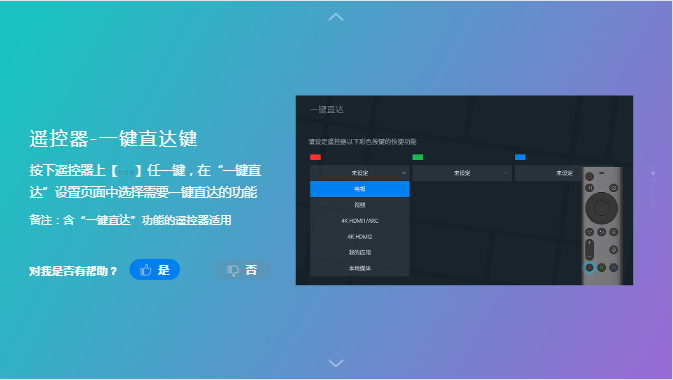 遥控器-一键直达键
按下遥控器上【●●●】任一键，在“一键直
达”设置页面中选择需要一键直达的功能
备注：含“一键直达”功能的遥控器适用
对我是否有帮助？
是
否
一键直达
请设定遥控器以下彩色按键的快捷功能
未设定
未设定
未设定
电视
视频
4K HDMI1/ARC
4K HDMI2
我的应用
本地媒体